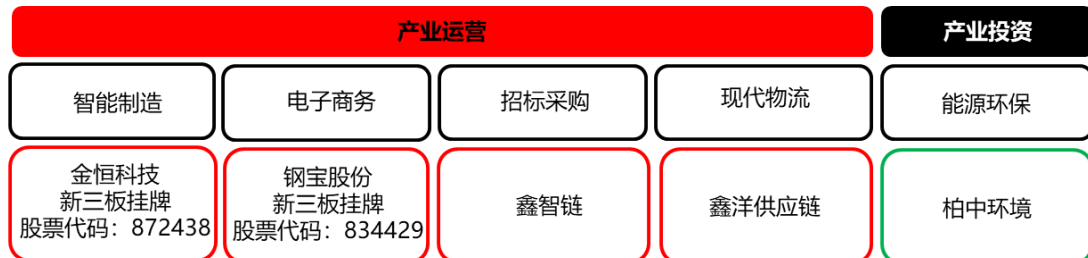 产业运营
产业投资
智能制造
电子商务
招标采购
现代物流
能源环保
金恒科技
新三板挂牌
股票代码：872438
钢宝股份
新三板挂牌
股票代码：834429
鑫智链
鑫洋供应链
柏中环境